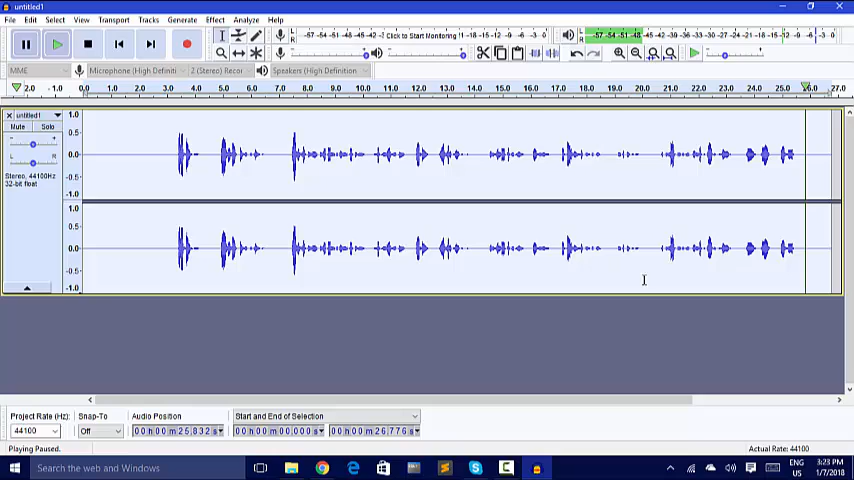 untitled1
File Edit Select View Transport Tracks Generate Effect Analyze Help
L
R
-57 -54 -51 -48 -45 -42 -3 Click to Start Monitoring !1 -18 -15 -12 -9 -6 -3 0
L
R
-57 -54 -51 -48 -45 -42 -39 -36 -33 -30 -27 -24 -21 -18 -15 -12 -9 -6 -3 0
MME
Microphone (High Definiti
2 (Stereo) Recor
Speakers (High Definition
2.0 -1.0 0.0 1.0 2.0 3.0 4.0 5.0 6.0 7.0 8.0 9.0 10.0 11.0 12.0 13.0 14.0 15.0 16.0 17.0 18.0 19.0 20.0 21.0 22.0 23.0 24.0 25.0 26.0 27.0
untitled1
Mute Solo
- +
L R
Stereo, 44100Hz
32-bit float
1.0
0.5
0.0
-0.5
-1.0
1.0
0.5
0.0
-0.5
-1.0
Project Rate (Hz) Snap-To Audio Position Start and End of Selection
44100 Off 00h00m25.832s 00h00m00.000s 00h00m26.776s
Playing Paused. Actual Rate: 44100
Search the web and Windows
ENG
US
3:23 PM
1/7/2018